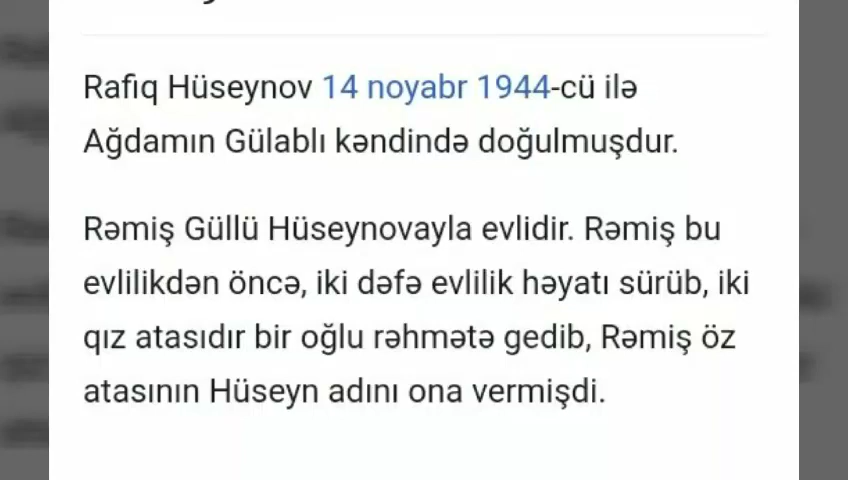 Rafiq Hüseynov 14 noyabr 1944-cü ilə
Ağdamın Gülablı kəndində doğulmuşdur.
Rəmiş Güllü Hüseynovayla evlidir. Rəmiş bu
evlilikdən öncə, iki dəfə evlilik həyatı sürüb, iki
qız atasıdır bir oğlu rəhmətə gedib, Rəmiş öz
atasının Hüseyn adını ona vermişdi.